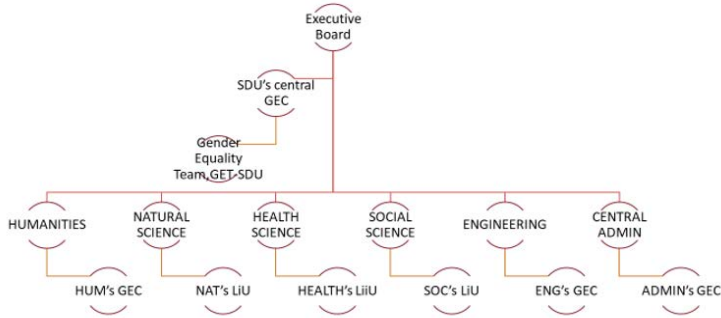 Executive
Board
SDU's central
GEC
Gender
Equality
Team,GET-SDU
HUMANITIES
NATURAL
SCIENCE
HEALTH
SCIENCE
SOCIAL
SCIENCE
ENGINEERING
CENTRAL
ADMIN
HUM's GEC
NAT's LiU
HEALTH's LiiU
SOC's LiU
ENG's GEC
ADMIN's GEC